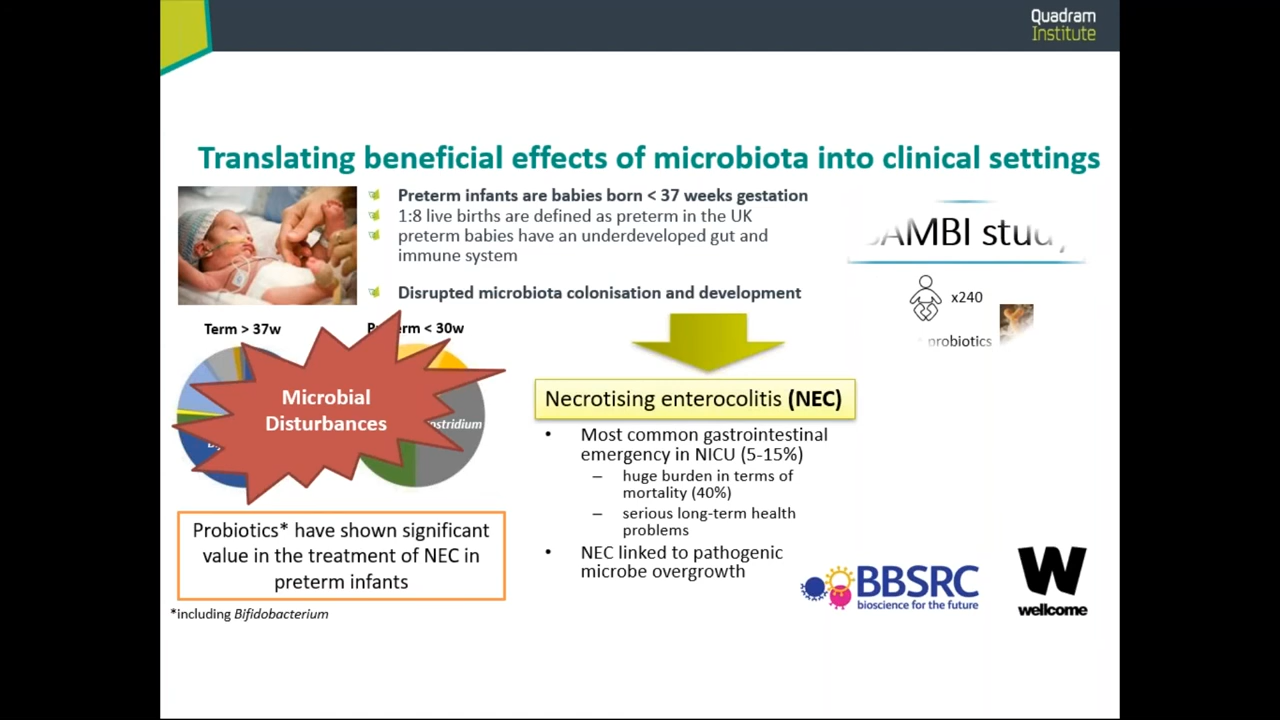 Quadram
Institute
Translating beneficial effects of microbiota into clinical settings
Preterm infants are babies born < 37 weeks gestation
1:8 live births are defined as preterm in the UK
preterm babies have an underdeveloped gut and
immune system
Disrupted microbiota colonisation and development
AMBI
x240
probiotics
Term > 37w
< 30w
Microbial
Disturbances
Necrotising enterocolitis (NEC)
• Most common gastrointestinal
emergency in NICU (5-15%)
– huge burden in terms of
mortality (40%)
– serious long-term health
problems
• NEC linked to pathogenic
microbe overgrowth
Probiotics* have shown significant
value in the treatment of NEC in
preterm infants
*including Bifidobacterium
BBSRC
bioscience for the future
W
wellcome